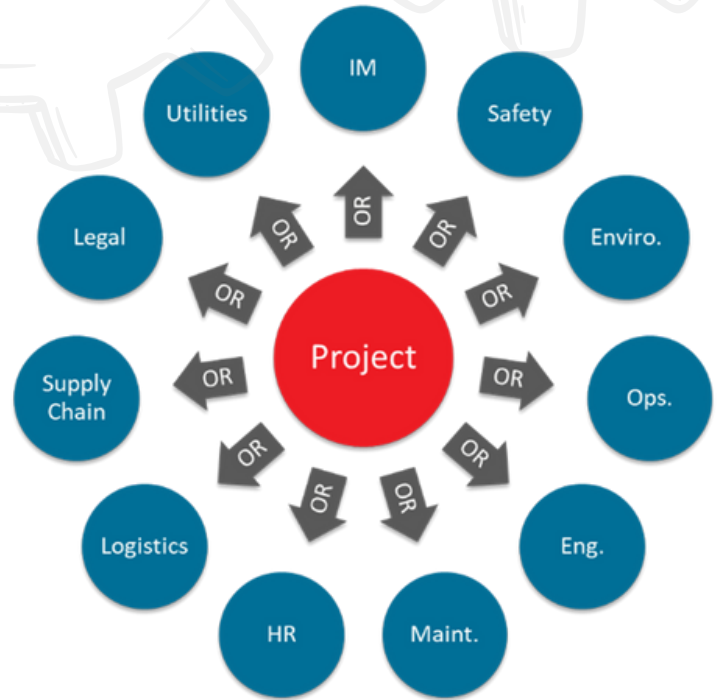 IM
Utilities
Safety
OR
OR
OR
Legal
Enviro.
OR
OR
Project
Supply
Chain
OR
OR
Ops.
OR
OR
OR
OR
Logistics
Eng.
HR
Maint.